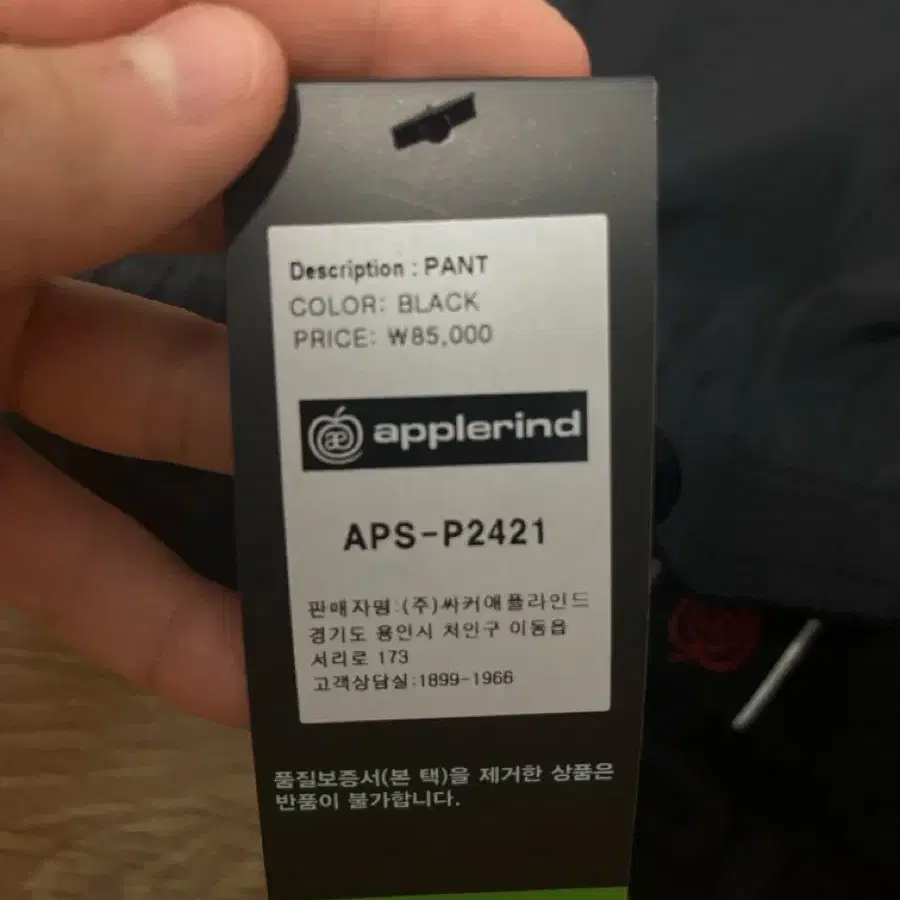 Description : PANT
COLOR: BLACK
PRICE: ₩85,000
applerind
APS-P2421
판매자명:(주)싸커애플라인드
경기도 용인시 처인구 이동읍
서리로 173
고객상담실:1899-1966
품질보증서(본 택)을 제거한 상품은
반품이 불가합니다.